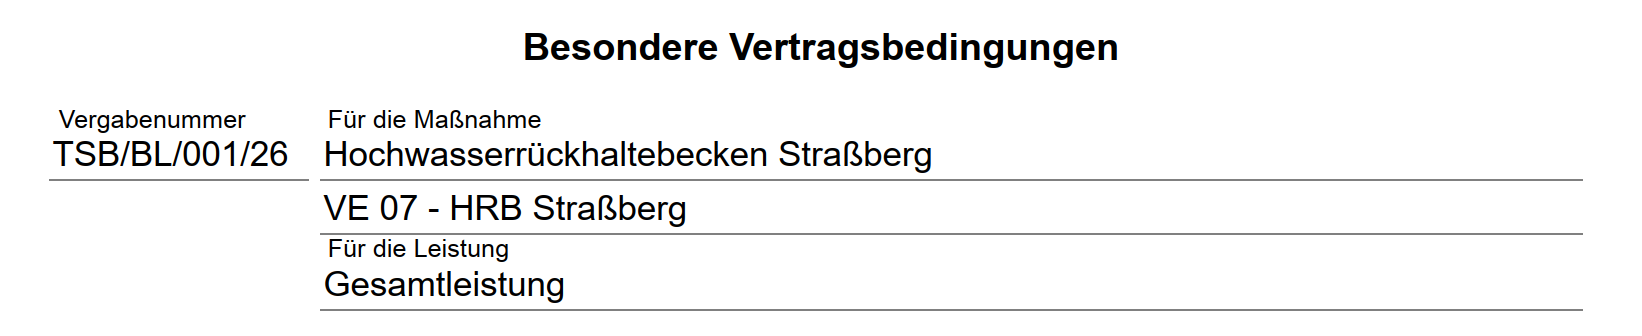 Besondere Vertragsbedingungen
Vergabenummer
TSB/BL/001/26
Für die Maßnahme
Hochwasserrückhaltebecken Straßberg
VE 07 - HRB Straßberg
Für die Leistung
Gesamtleistung